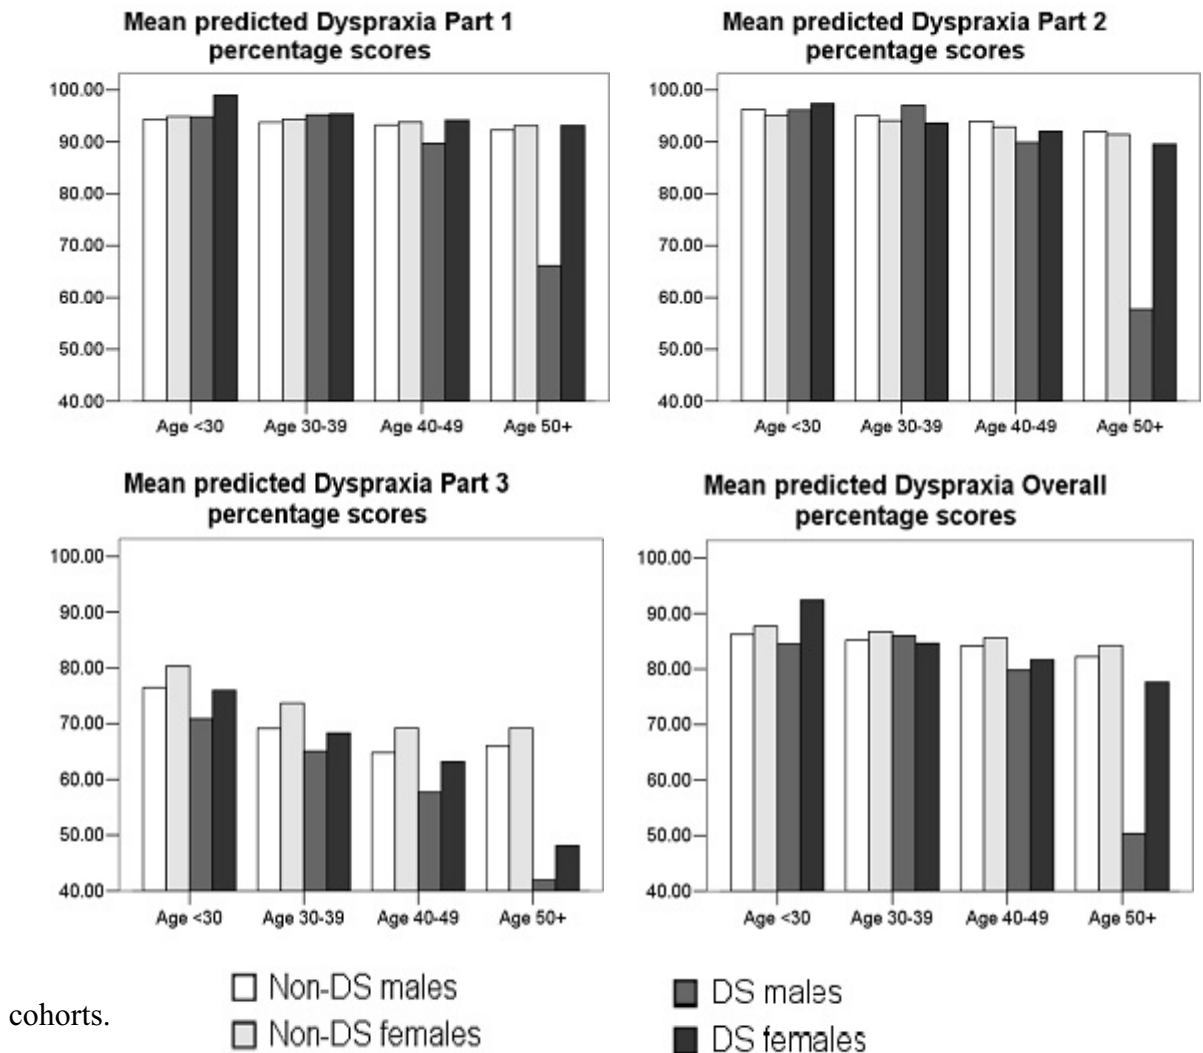 Mean predicted Dyspraxia Part 1
percentage scores
100.00
90.00
80.00
70.00
60.00
50.00
40.00
Age <30 Age 30-39 Age 40-49 Age 50+
Mean predicted Dyspraxia Part 2
percentage scores
100.00
90.00
80.00
70.00
60.00
50.00
40.00
Age <30 Age 30-39 Age 40-49 Age 50+
Mean predicted Dyspraxia Part 3
percentage scores
100.00
90.00
80.00
70.00
60.00
50.00
40.00
Age <30 Age 30-39 Age 40-49 Age 50+
Mean predicted Dyspraxia Overall
percentage scores
100.00
90.00
80.00
70.00
60.00
50.00
40.00
Age <30 Age 30-39 Age 40-49 Age 50+
Non-DS males
Non-DS females
DS males
DS females
cohorts.